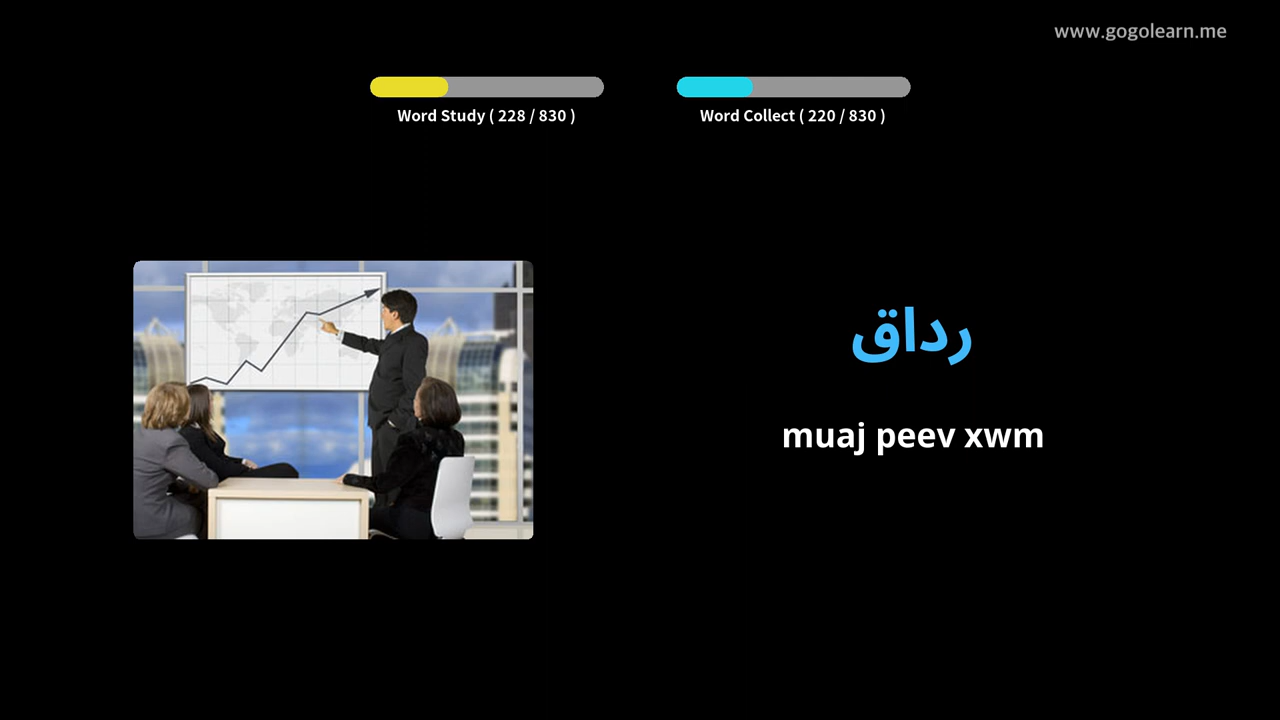 www.gogolearn.me
Word Study ( 228 / 830 )
Word Collect ( 220 / 830 )
رداق
muaj peev xwm